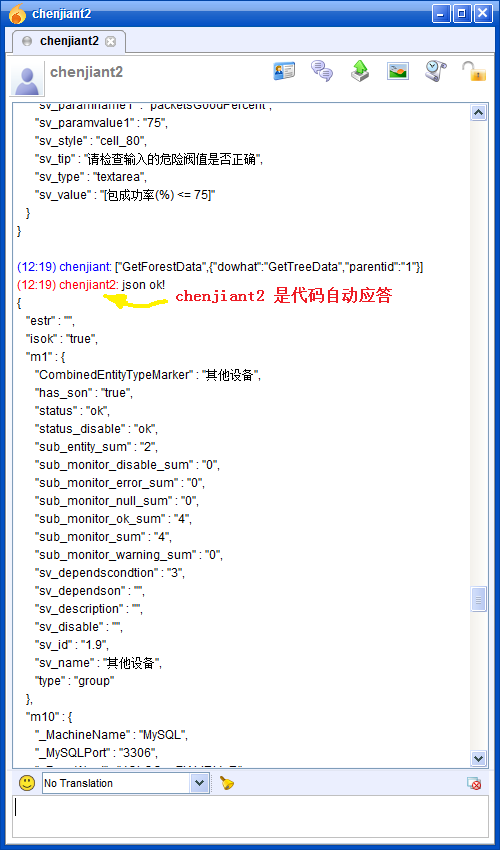 chenjiant2
chenjiant2
chenjiant2
"sv_paramname1" : "packetsGoodPercent",
"sv_paramvalue1" : "75",
"sv_style" : "cell_80",
"sv_tip" : "请检查输入的危险阀值是否正确",
"sv_type" : "textarea",
"sv_value" : "[包成功率(%) <= 75]"
}
}
(12:19) chenjiant: ["GetForestData",{"dowhat":"GetTreeData","parentid":"1"}]
(12:19) chenjiant2: json ok!
chenjiant2 是代码自动应答
{
"estr" : "",
"isok" : "true",
"m1" : {
"CombinedEntityTypeMarker" : "其他设备",
"has_son" : "true",
"status" : "ok",
"status_disable" : "ok",
"sub_entity_sum" : "2",
"sub_monitor_disable_sum" : "0",
"sub_monitor_error_sum" : "0",
"sub_monitor_null_sum" : "0",
"sub_monitor_ok_sum" : "4",
"sub_monitor_sum" : "4",
"sub_monitor_warning_sum" : "0",
"sv_dependscondtion" : "3",
"sv_dependson" : "",
"sv_description" : "",
"sv_disable" : "",
"sv_id" : "1.9",
"sv_name" : "其他设备",
"type" : "group"
},
"m10" : {
"_MachineName" : "MySQL",
"_MySQLPort" : "3306",
No Translation